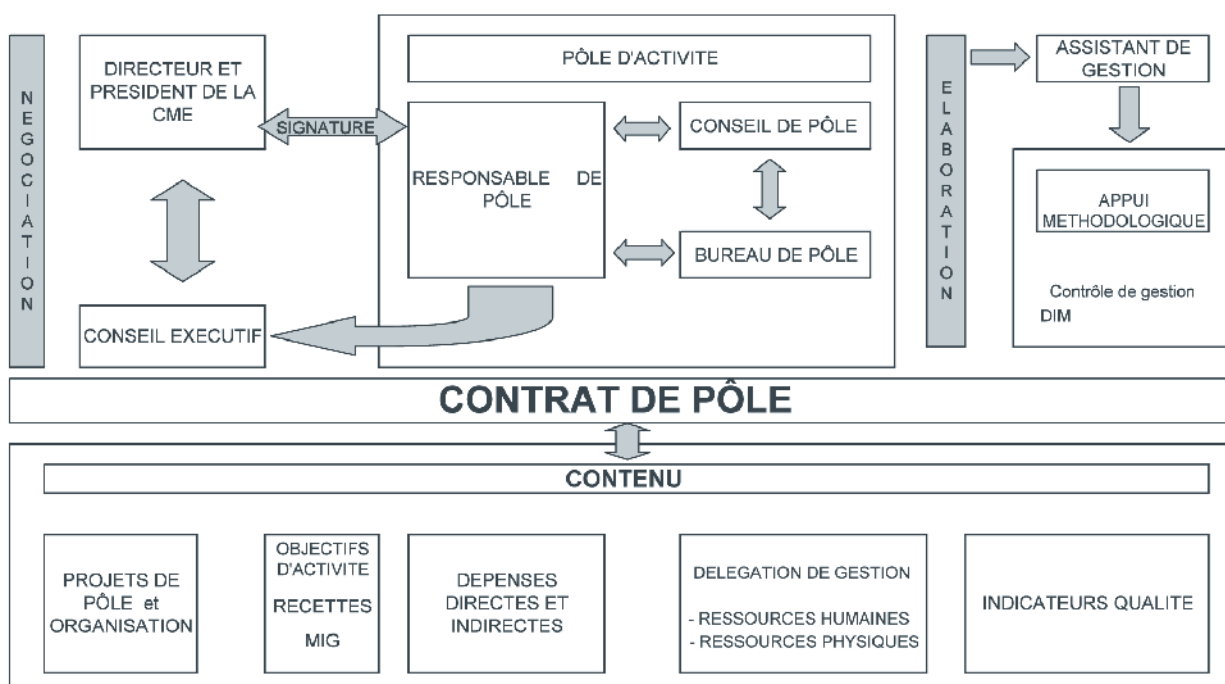 NEGOCIATION
DIRECTEUR ET
PRESIDENT DE LA
CME
SIGNATURE
CONSEIL EXECUTIF
PÔLE D'ACTIVITE
RESPONSABLE DE
PÔLE
CONSEIL DE PÔLE
BUREAU DE PÔLE
ELABORATION
ASSISTANT DE
GESTION
APPUI
METHODOLOGIQUE
Contrôle de gestion
DIM
CONTRAT DE PÔLE
CONTENU
PROJETS DE
PÔLE et
ORGANISATION
OBJECTIFS
D'ACTIVITE
RECETTES
MIG
DEPENSES
DIRECTES ET
INDIRECTES
DELEGATION DE GESTION
- RESSOURCES HUMAINES
- RESSOURCES PHYSIQUES
INDICATEURS QUALITE